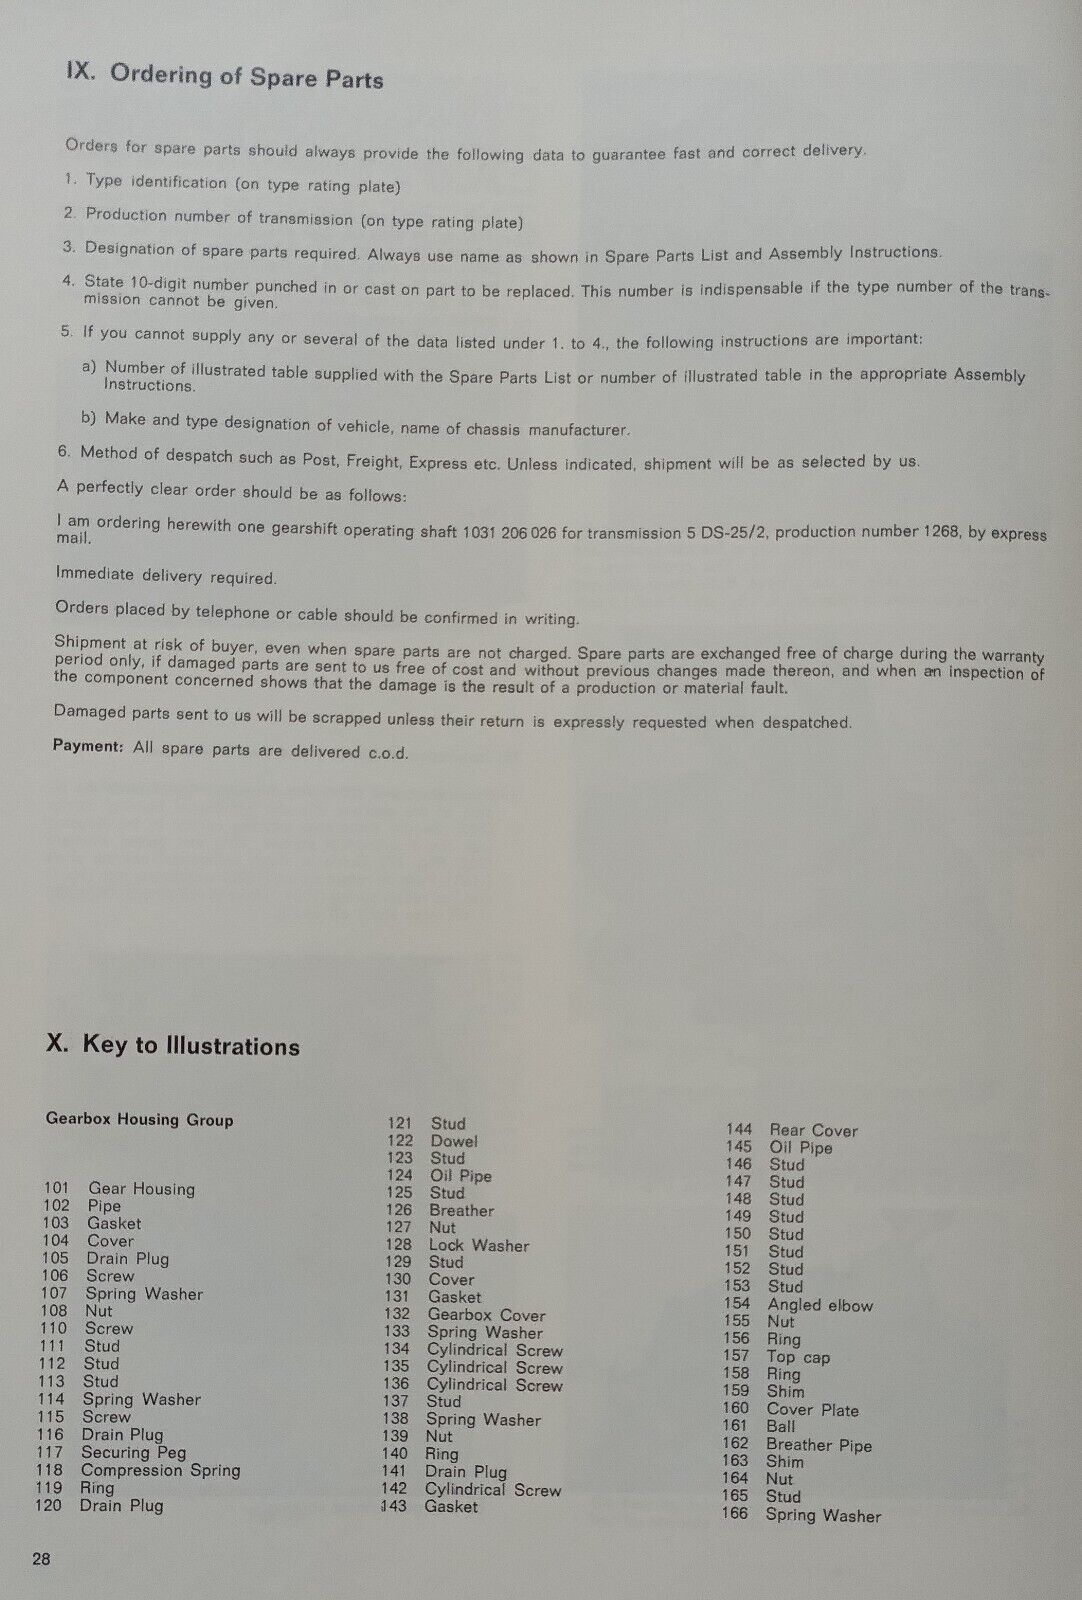 IX. Ordering of Spare Parts
Orders for spare parts should always provide the following data to guarantee fast and correct delivery.
1. Type identification (on type rating plate)
2. Production number of transmission (on type rating plate)
3. Designation of spare parts required. Always use name as shown in Spare Parts List and Assembly Instructions.
4. State 10-digit number punched in or cast on part to be replaced. This number is indispensable if the type number of the trans-
mission cannot be given.
5. If you cannot supply any or several of the data listed under 1. to 4., the following instructions are important:
a) Number of illustrated table supplied with the Spare Parts List or number of illustrated table in the appropriate Assembly
Instructions.
b) Make and type designation of vehicle, name of chassis manufacturer.
6. Method of despatch such as Post, Freight, Express etc. Unless indicated, shipment will be as selected by us.
A perfectly clear order should be as follows:
I am ordering herewith one gearshift operating shaft 1031 206 026 for transmission 5 DS-25/2, production number 1268, by express
mail.
Immediate delivery required.
Orders placed by telephone or cable should be confirmed in writing.
Shipment at risk of buyer, even when spare parts are not charged. Spare parts are exchanged free of charge during the warranty
period only, if damaged parts are sent to us free of cost and without previous changes made thereon, and when an inspection of
the component concerned shows that the damage is the result of a production or material fault.
Damaged parts sent to us will be scrapped unless their return is expressly requested when despatched.
Payment: All spare parts are delivered c.o.d.
X. Key to Illustrations
Gearbox Housing Group
101 Gear Housing
102 Pipe
103 Gasket
104 Cover
105 Drain Plug
106 Screw
107 Spring Washer
108 Nut
110 Screw
111 Stud
112 Stud
113 Stud
114 Spring Washer
115 Screw
116 Drain Plug
117 Securing Peg
118 Compression Spring
119 Ring
120 Drain Plug
121 Stud
122 Dowel
123 Stud
124 Oil Pipe
125 Stud
126 Breather
127 Nut
128 Lock Washer
129 Stud
130 Cover
131 Gasket
132 Gearbox Cover
133 Spring Washer
134 Cylindrical Screw
135 Cylindrical Screw
136 Cylindrical Screw
137 Stud
138 Spring Washer
139 Nut
140 Ring
141 Drain Plug
142 Cylindrical Screw
143 Gasket
144 Rear Cover
145 Oil Pipe
146 Stud
147 Stud
148 Stud
149 Stud
150 Stud
151 Stud
152 Stud
153 Stud
154 Angled elbow
155 Nut
156 Ring
157 Top cap
158 Ring
159 Shim
160 Cover Plate
161 Ball
162 Breather Pipe
163 Shim
164 Nut
165 Stud
166 Spring Washer
28